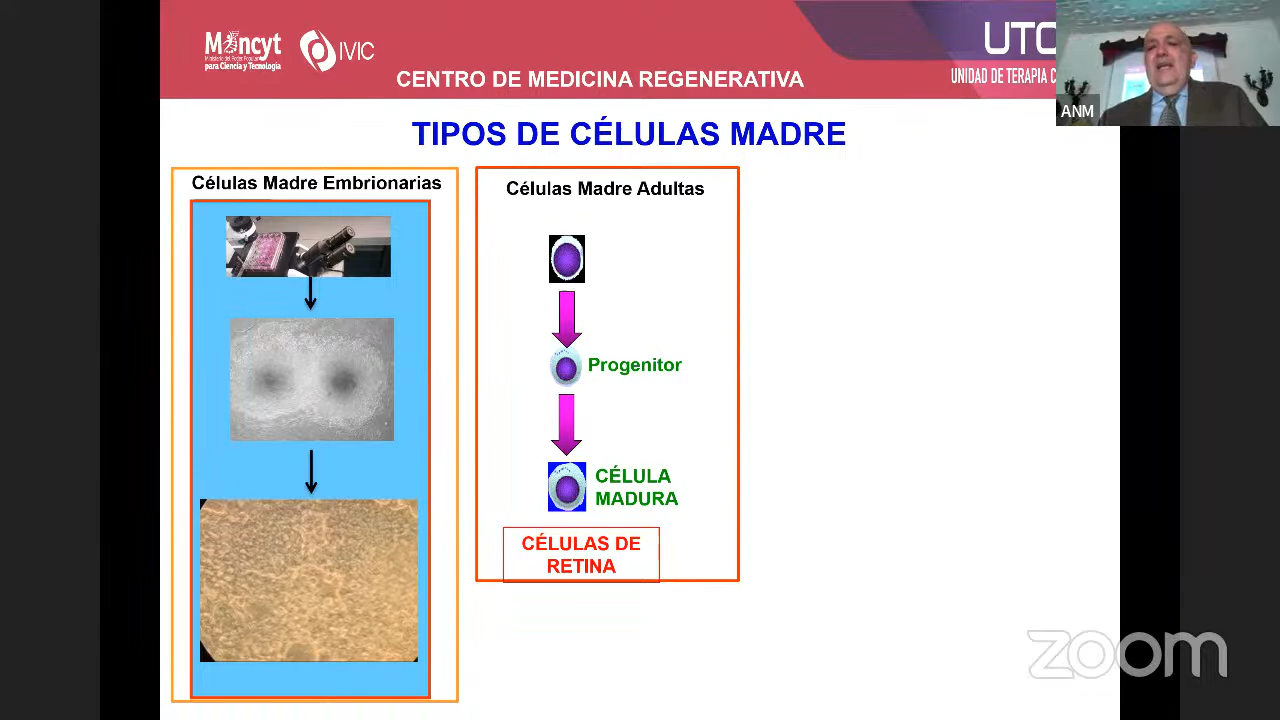 Mincyt
Ministerio del Poder Popular
para Ciencia y Tecnología
IVIC
CENTRO DE MEDICINA REGENERATIVA
UTC
UNIDAD DE TERAPIA C
ANM
TIPOS DE CÉLULAS MADRE
Células Madre Embrionarias
Células Madre Adultas
Progenitor
CÉLULA
MADURA
CÉLULAS DE
RETINA
zoom